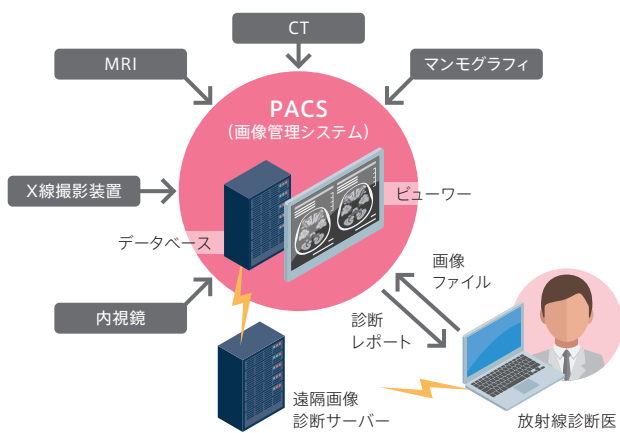 CT
MRI
マンモグラフィ
PACS
(画像管理システム)
X線撮影装置
ビューワー
データベース
画像
ファイル
内視鏡
診断
レポート
遠隔画像
診断サーバー
放射線診断医